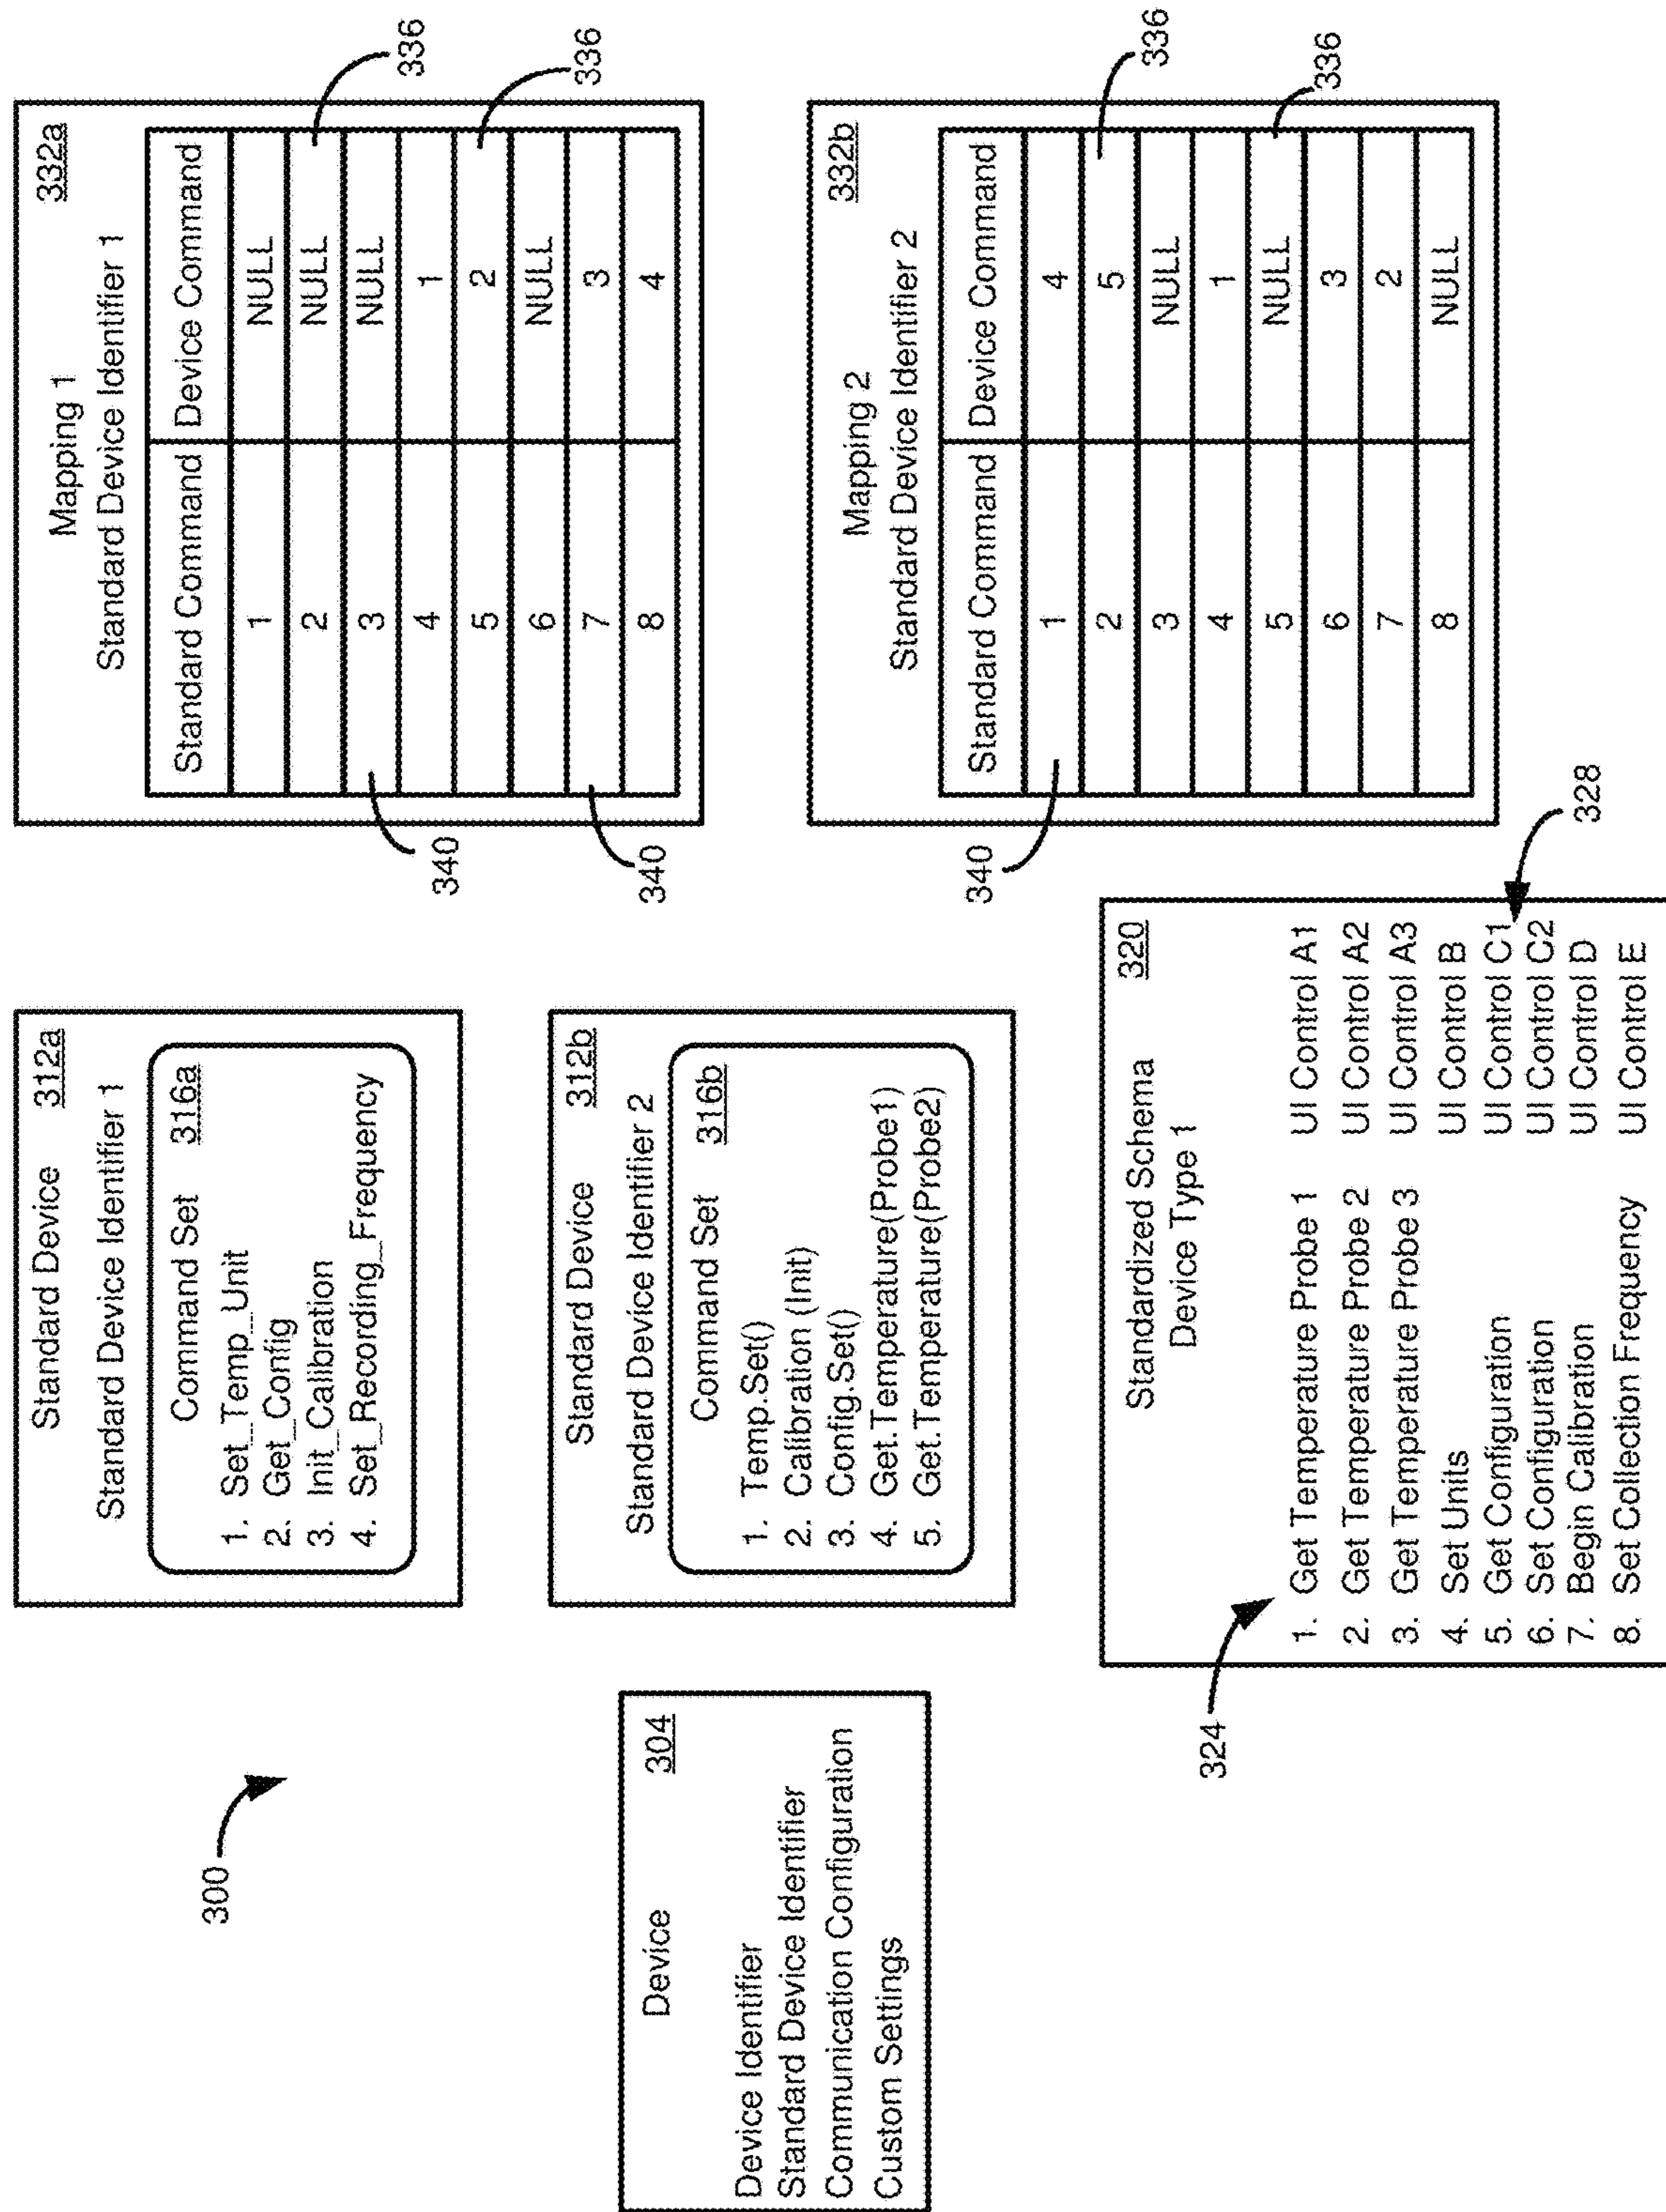 300
Device 304
Device Identifier
Standard Device Identifier
Communication Configuration
Custom Settings
Standard Device 312a
Standard Device Identifier 1
Command Set 316a
1. Set_Temp_Unit
2. Get_Config
3. Init_Calibration
4. Set_Recording_Frequency
Standard Device 312b
Standard Device Identifier 2
Command Set 316b
1. Temp.Set()
2. Calibration (Init)
3. Config.Set()
4. Get.Temperature(Probe1)
5. Get.Temperature(Probe2)
Standardized Schema 320
Device Type 1
324
1. Get Temperature Probe 1 UI Control A1
2. Get Temperature Probe 2 UI Control A2
3. Get Temperature Probe 3 UI Control A3
4. Set Units UI Control B
5. Get Configuration UI Control C1
6. Set Configuration UI Control C2
7. Begin Calibration UI Control D
8. Set Collection Frequency UI Control E
328
Mapping 1 332a
Standard Device Identifier 1
Standard Command Device Command
1 NULL
2 NULL
3 NULL
4 1
5 2
6 NULL
7 3
8 4
340
340
336
336
Mapping 2 332b
Standard Device Identifier 2
Standard Command Device Command
1 4
2 5
3 NULL
4 1
5 NULL
6 3
7 2
8 NULL
340
336
336